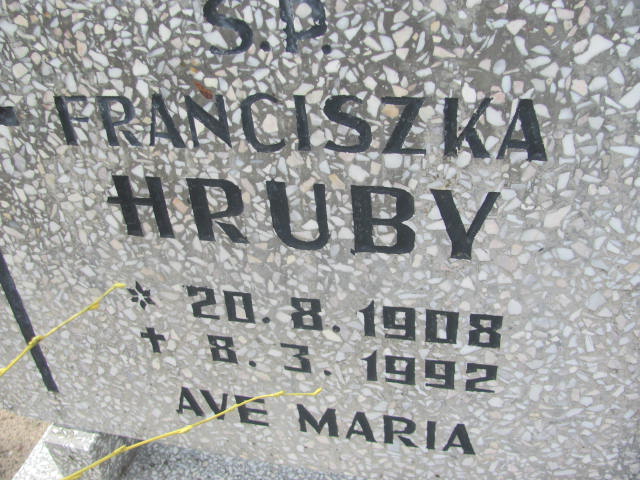 S.P.
FRANCISZKA
HRUBY
* 20. 8. 1908
+ 8. 3. 1992
AVE MARIA